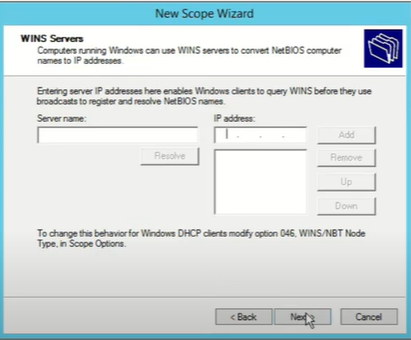 New Scope Wizard
WINS Servers
Computers running Windows can use WINS servers to convert NetBIOS computer
names to IP addresses.
Entering server IP addresses here enables Windows clients to query WINS before they use
broadcasts to register and resolve NetBIOS names.
Server name:
IP address:
Add
Resolve
Remove
Up
Down
To change this behavior for Windows DHCP clients modify option 046, WINS/NBT Node
Type, in Scope Options.
< Back
Next >
Cancel